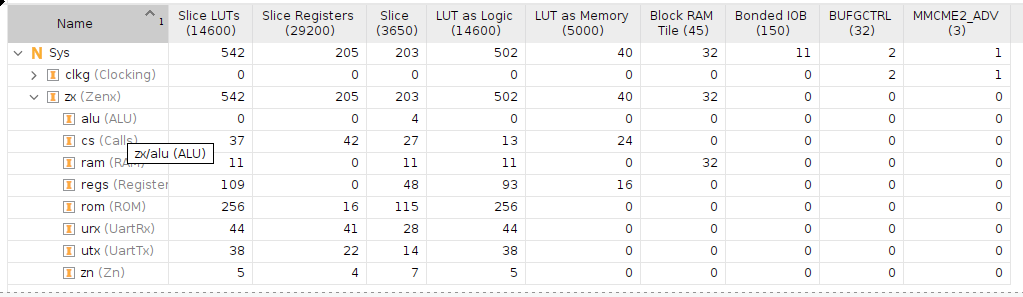 Name 1 Slice LUTs (14600) Slice Registers (29200) Slice (3650) LUT as Logic (14600) LUT as Memory (5000) Block RAM Tile (45) Bonded IOB (150) BUFGCTRL (32) MMCME2_ADV (3)
N Sys 542 205 203 502 40 32 11 2 1
clkg (Clocking) 0 0 0 0 0 0 0 2 1
zx (Zenx) 542 205 203 502 40 32 0 0 0
alu (ALU) 0 0 4 0 0 0 0 0 0
cs (Calls) 37 42 27 13 24 0 0 0 0
zx/alu (ALU)
ram (RAM) 11 0 11 11 0 32 0 0 0
regs (Register 109 0 48 93 16 0 0 0 0
rom (ROM) 256 16 115 256 0 0 0 0 0
urx (UartRx) 44 41 28 44 0 0 0 0 0
utx (UartTx) 38 22 14 38 0 0 0 0 0
zn (Zn) 5 4 7 5 0 0 0 0 0